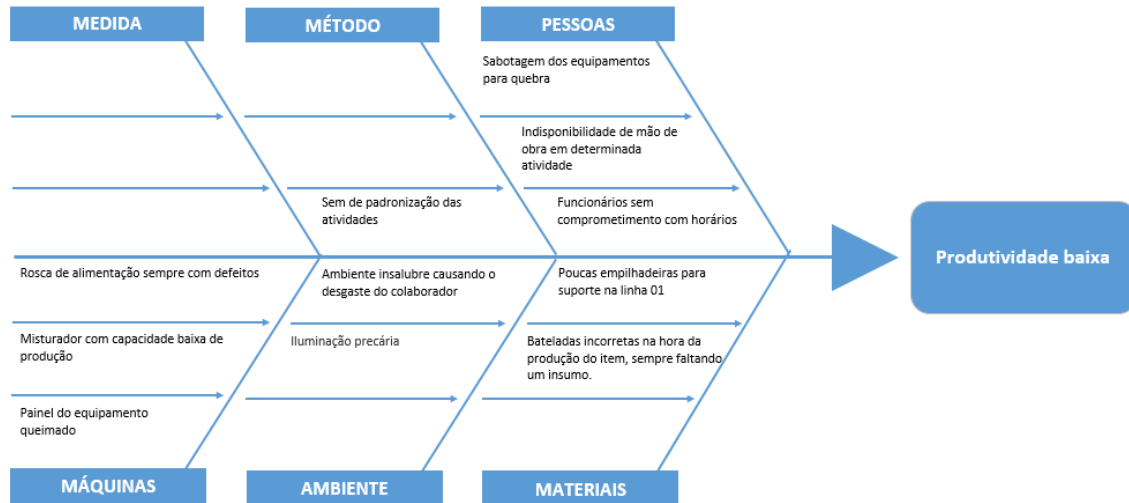 MEDIDA
MÉTODO
PESSOAS
Sabotagem dos equipamentos
para quebra
Indisponibilidade de mão de
obra em determinada
atividade
Sem de padronização das
atividades
Funcionários sem
comprometimento com horários
Produtividade baixa
Rosca de alimentação sempre com defeitos
Ambiente insalubre causando o
desgaste do colaborador
Poucas empilhadeiras para
suporte na linha 01
Misturador com capacidade baixa de
produção
Iluminação precária
Bateladas incorretas na hora da
produção do item, sempre faltando
um insumo.
Painel do equipamento
queimado
MÁQUINAS
AMBIENTE
MATERIAIS